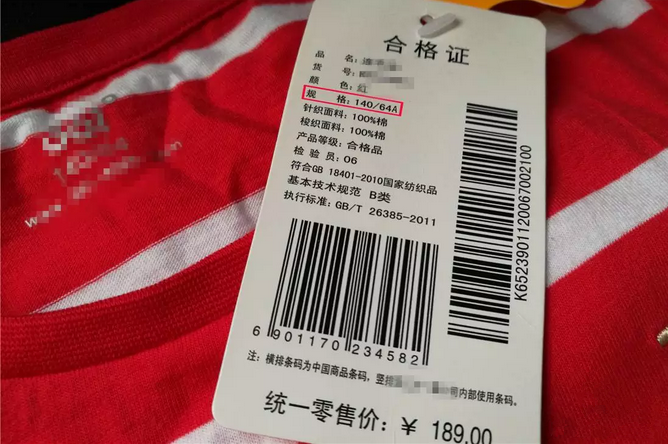 合格证
品 名:
货 号:
颜 色: 红
规 格: 140/64A
针织面料: 100%棉
梭织面料: 100%棉
产品等级: 合格品
检 验 员: 06
符合GB 18401-2010国家纺织品
基本技术规范 B类
执行标准: GB/T 26385-2011
K6523901120067002100
6 901170 234582
注: 横排条码为中国商品条码, 竖排 司内部使用条码。
统一零售价: ¥ 189.00